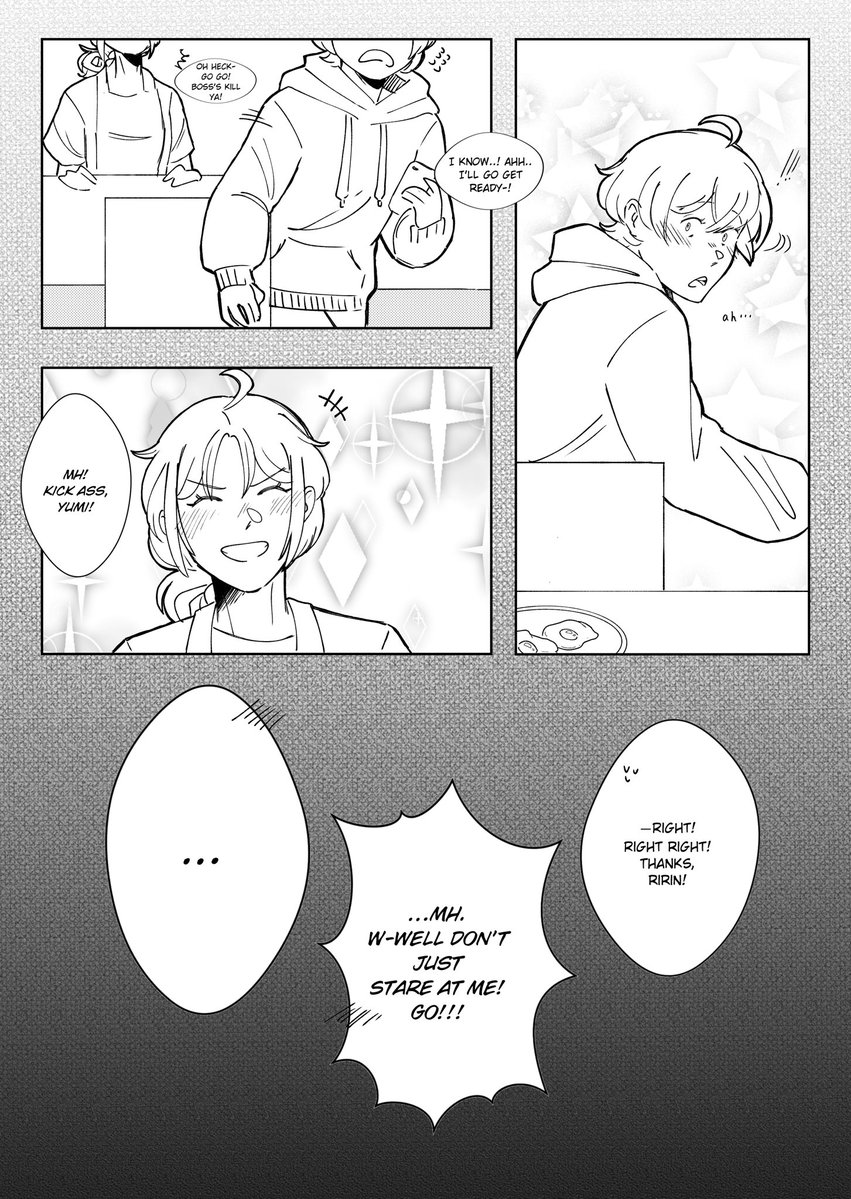 OH HECK-
GO GO!
BOSS'S KILL
YA!
I KNOW..! AHH..
I'LL GO GET
READY-!
ah...
MH!
KICK ASS,
YUMI!
...
...MH.
W-WELL DON'T
JUST
STARE AT ME!
GO!!!
—RIGHT!
RIGHT RIGHT!
THANKS,
RIRIN!